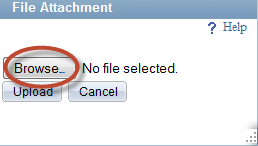 File Attachment
? Help
Browse... No file selected.
Upload Cancel